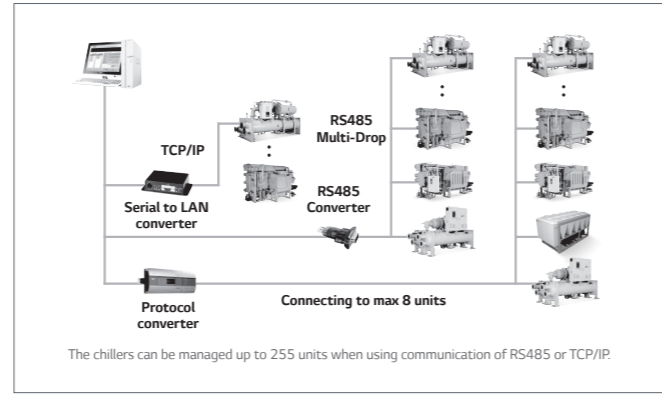 TCP/IP
Serial to LAN
converter
RS485
Multi-Drop
RS485
Converter
Protocol
converter
Connecting to max 8 units
The chillers can be managed up to 255 units when using communication of RS485 or TCP/IP.